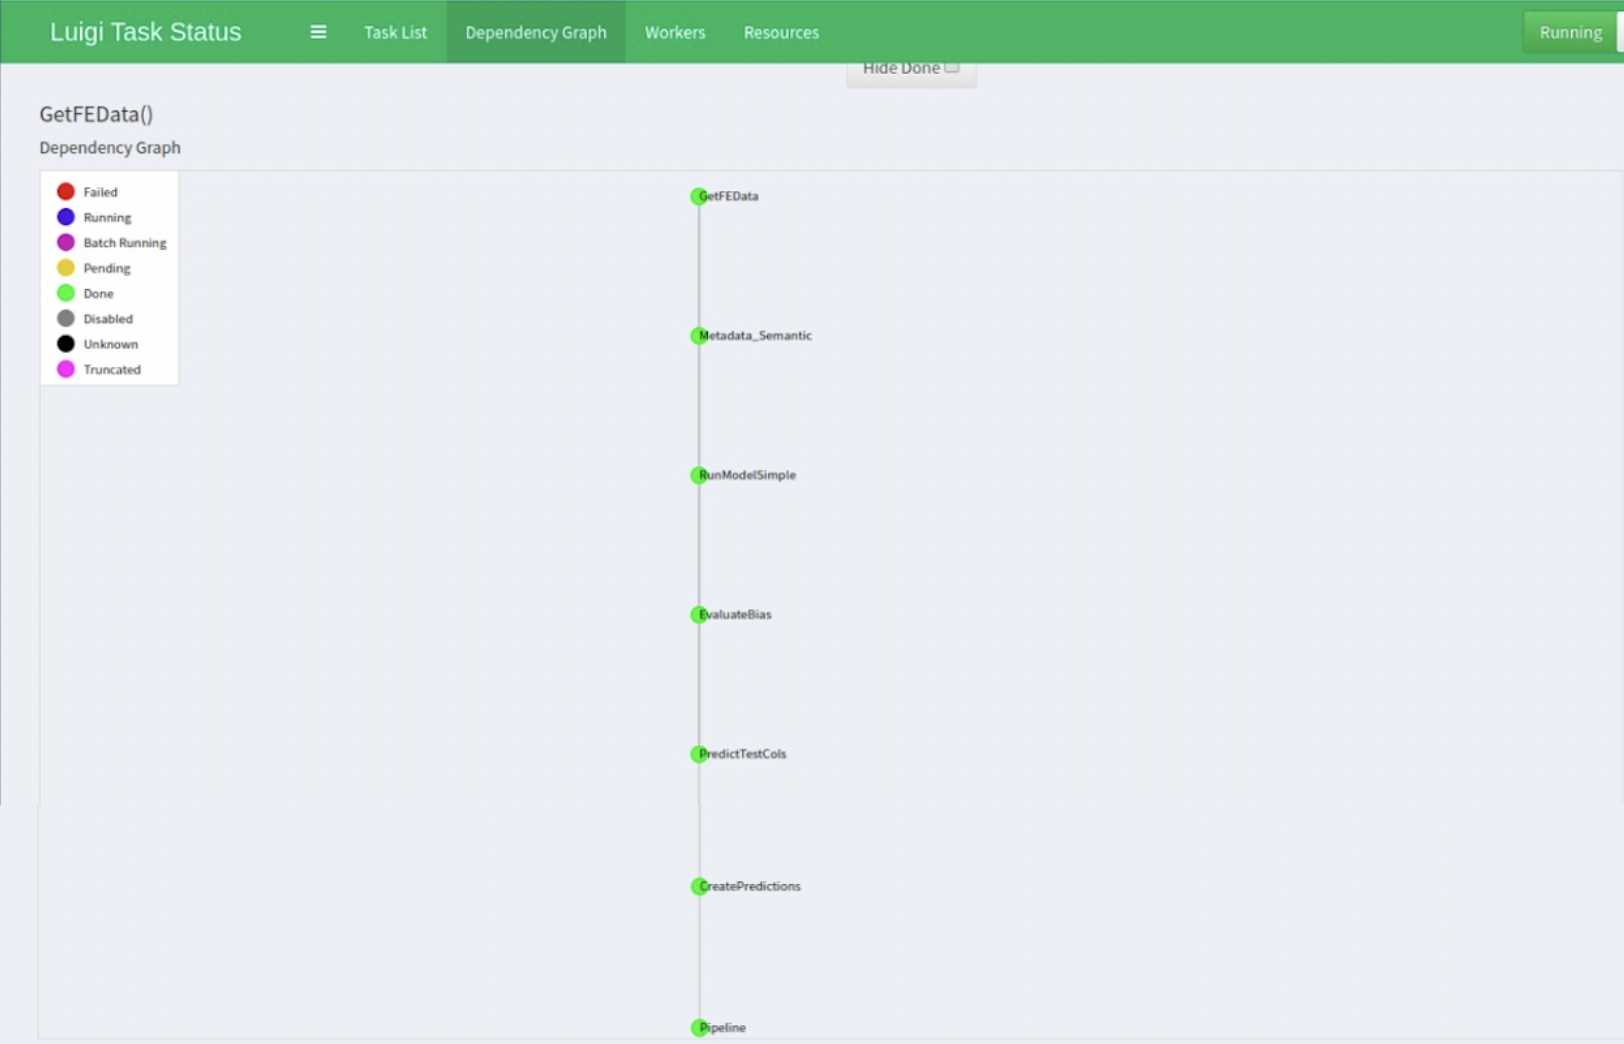 Luigi Task Status Task List Dependency Graph Workers Resources Running
Hide Done
GetFEData()
Dependency Graph
Failed
Running
Batch Running
Pending
Done
Disabled
Unknown
Truncated
GetFEData
Metadata_Semantic
RunModelSimple
EvaluateBias
PredictTestCols
CreatePredictions
Pipeline